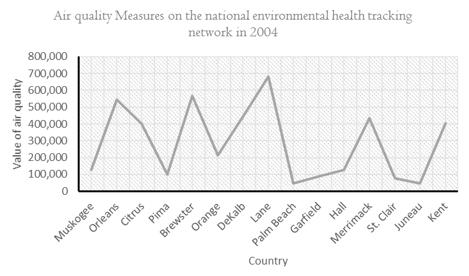 Air quality Measures on the national environmental health tracking
network in 2004
800,000
700,000
600,000
500,000
400,000
300,000
200,000
100,000
0
Value of air quality
Muskogee
Orleans
Citrus
Pima
Brewster
Orange
DeKalb
Lane
Palm Beach
Garfield
Hall
Merrimack
St. Clair
Juneau
Kent
Country